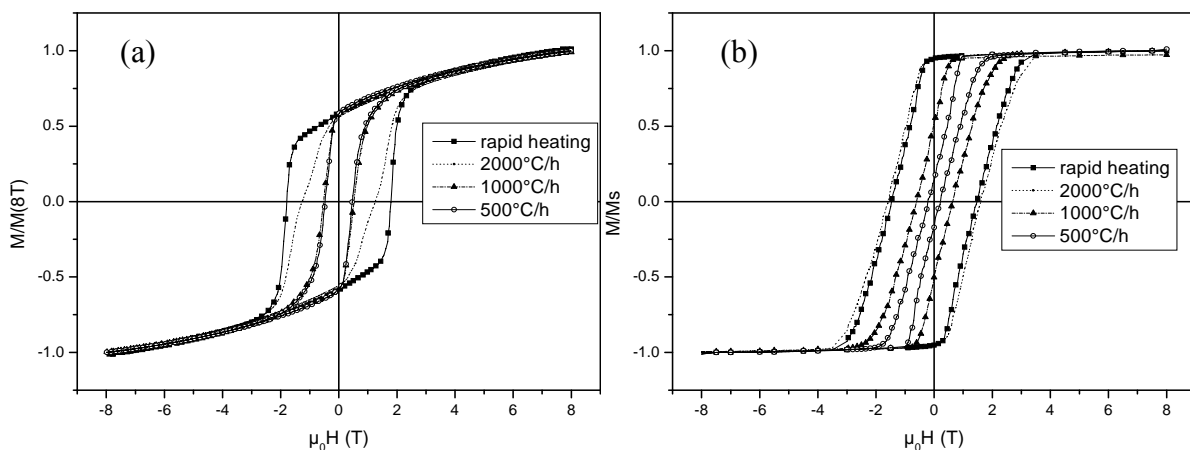 (a)
1.0
0.5
0.0
-0.5
-1.0
M/M(8T)
rapid heating
2000°C/h
1000°C/h
500°C/h
-8 -6 -4 -2 0 2 4 6 8
μ₀H (T)
(b)
1.0
0.5
0.0
-0.5
-1.0
M/Ms
rapid heating
2000°C/h
1000°C/h
500°C/h
-8 -6 -4 -2 0 2 4 6 8
μ₀H (T)